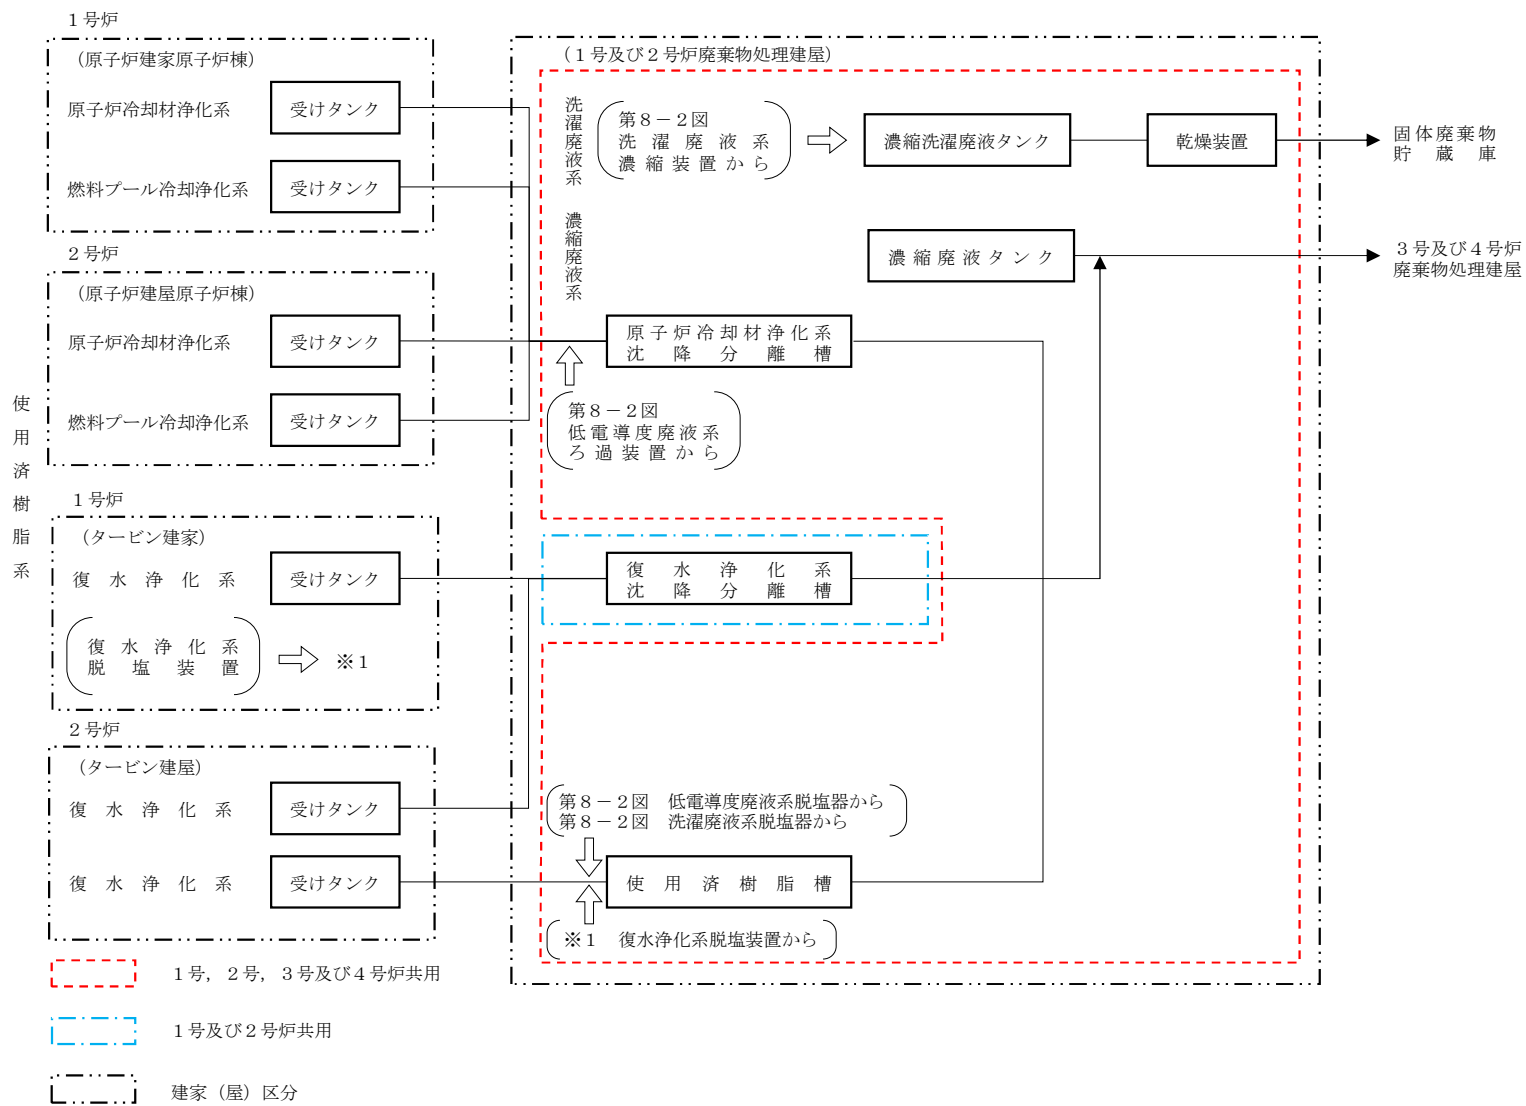 使用済樹脂系
１号炉
（原子炉建家原子炉棟）
原子炉冷却材浄化系
受けタンク
燃料プール冷却浄化系
受けタンク
２号炉
（原子炉建屋原子炉棟）
原子炉冷却材浄化系
受けタンク
燃料プール冷却浄化系
受けタンク
１号炉
（タービン建家）
復水浄化系
受けタンク
復水浄化系
脱塩装置
※１
２号炉
（タービン建屋）
復水浄化系
受けタンク
復水浄化系
受けタンク
（１号及び２号炉廃棄物処理建屋）
洗濯廃液系
第８－２図
洗濯廃液系
濃縮装置から
濃縮洗濯廃液タンク
乾燥装置
固体廃棄物
貯蔵庫
濃縮廃液系
濃縮廃液タンク
３号及び４号炉
廃棄物処理建屋
原子炉冷却材浄化系
沈降分離槽
第８－２図
低電導度廃液系
ろ過装置から
復水浄化系
沈降分離槽
第８－２図　低電導度廃液系脱塩器から
第８－２図　洗濯廃液系脱塩器から
使用済樹脂槽
※１　復水浄化系脱塩装置から
１号，２号，３号及び４号炉共用
１号及び２号炉共用
建家（屋）区分